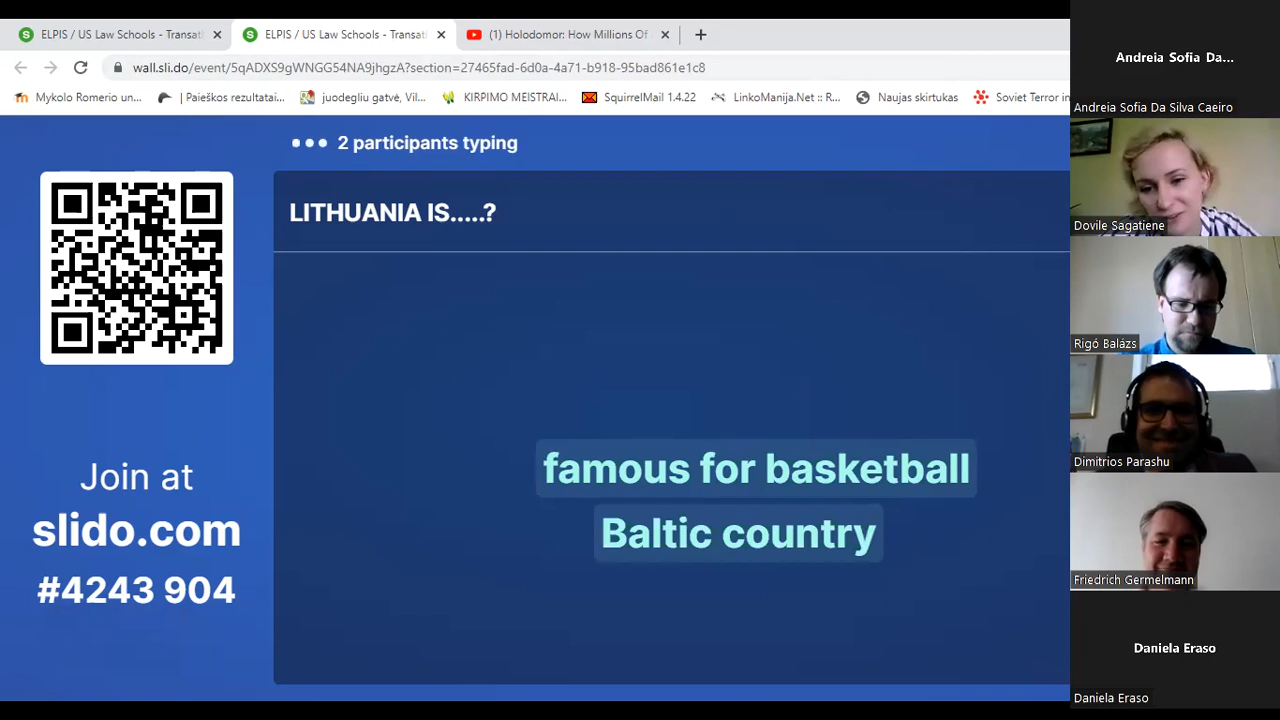 ELPIS / US Law Schools - Transat
ELPIS / US Law Schools - Transat
(1) Holodomor: How Millions Of
wall.sli.do/event/5qADXS9gWNGG54NA9jhgzA?section=27465fad-6d0a-4a71-b918-95bad861e1c8
Mykolo Romerio un...
| Paieškos rezultatai...
juodegliu gatvė, Vil...
KIRPIMO MEISTRAI...
SquirrelMail 1.4.22
LinkoManija.Net :: R...
Naujas skirtukas
Soviet Terror in
2 participants typing
LITHUANIA IS.....?
famous for basketball
Baltic country
Join at
slido.com
#4243 904
Andreia Sofia Da...
Andreia Sofia Da Silva Caeiro
Dovile Sagatiene
Rigó Balázs
Dimitrios Parashu
Friedrich Germelmann
Daniela Eraso
Daniela Eraso